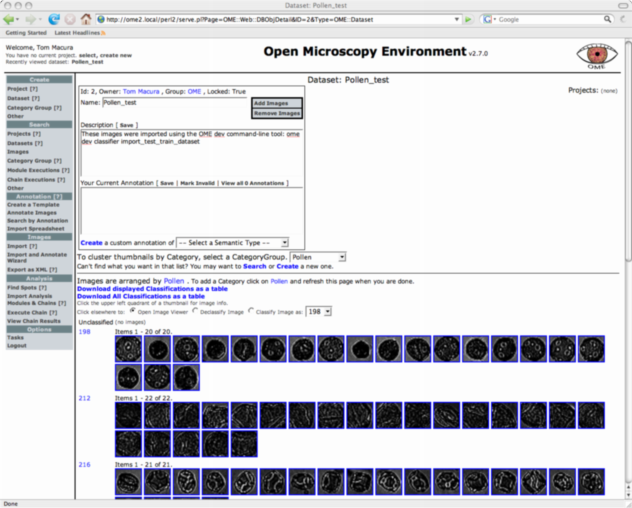 Dataset: Pollen_test
http://ome2.local/perl2/serve.pl?Page=OME::Web::DBObjDetail&ID=2&Type=OME::Dataset
Google
Getting Started Latest Headlines
Welcome, Tom Macura
You have no current project. select, create new
Recently viewed dataset: Pollen_test
Open Microscopy Environment v2.7.0
OME
Create
Project [?]
Dataset [?]
Category Group [?]
Other
Search
Projects [?]
Datasets [?]
Images
Category Group [?]
Module Executions [?]
Chain Executions [?]
Other
Annotation [?]
Create a Template
Annotate Images
Search by Annotation
Import Spreadsheet
Images
Import [?]
Import and Annotate
Wizard
Export as XML [?]
Analysis
Find Spots [?]
Import Analysis
Modules & Chains [?]
Execute Chain [?]
View Chain Results
Options
Tasks
Logout
Dataset: Pollen_test
Projects: (none)
Id: 2, Owner: Tom Macura , Group: OME , Locked: True
Name: Pollen_test
Add Images
Remove Images
Description [ Save ]
These images were imported using the OME dev command-line tool: ome
dev classifier import_test_train_dataset
Your Current Annotation [ Save | Mark Invalid | View all 0 Annotations ]
Create a custom annotation of -- Select a Semantic Type --
To cluster thumbnails by Category, select a CategoryGroup. Pollen
Can't find what you want in that list? You may want to Search or Create a new one.
Images are arranged by Pollen . To add a Category click on Pollen and refresh this page when you are done.
Download displayed Classifications as a table
Download All Classifications as a table
Click the upper left quadrant of a thumbnail for image info.
Click elsewhere to: Open Image Viewer Declassify Image Classify Image as: 198
Unclassified (no images)
198 Items 1 - 20 of 20.
212 Items 1 - 22 of 22.
216 Items 1 - 21 of 21.
Done